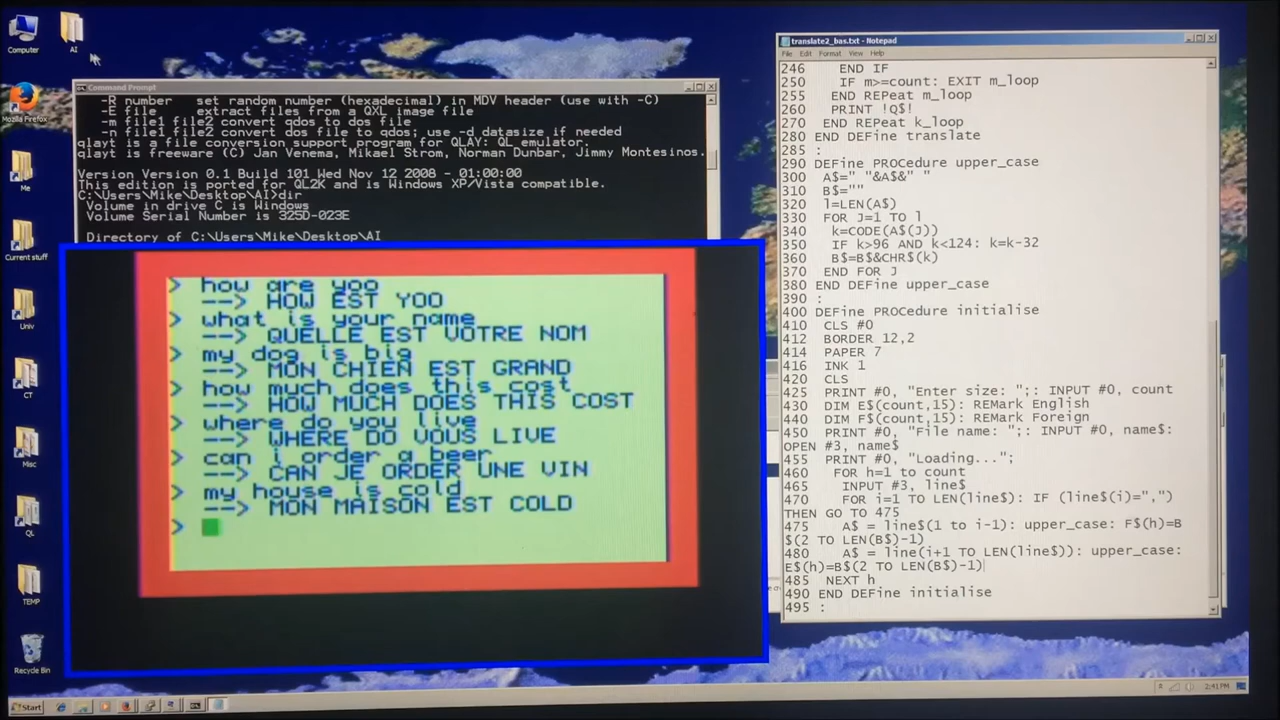 Computer
AI
Mozilla Firefox
Me
Current stuff
Univ
CT
Misc
QL
TEMP
Recycle Bin
Command Prompt
-R number set random number (hexadecimal) in MDV header (use with -C)
-E file extract files from a QXL image file
-m file1 file2 convert qdos to dos file
-n file1 file2 convert dos file to qdos; use -d datasize if needed
qlayt is a file conversion support program for QLAY: QL emulator.
qlayt is freeware (C) Jan Venema, Mikael Strom, Norman Dunbar, Jimmy Montesinos.
Version Version 0.1 Build 101 Wed Nov 12 2008 - 01:00:00
This edition is ported for QL2K and is Windows XP/Vista compatible.
C:\Users\Mike\Desktop\AI>dir
Volume in drive C is Windows
Volume Serial Number is 325D-023E
Directory of C:\Users\Mike\Desktop\AI
> how are yoo
--> HOW EST YOO
> what is your name
--> QUELLE EST VOTRE NOM
> my dog is big
--> MON CHIEN EST GRAND
> how much does this cost
--> HOW MUCH DOES THIS COST
> where do you live
--> WHERE DO VOUS LIVE
> can i order a beer
--> CAN JE ORDER UNE VIN
> my house is cold
--> MON MAISON EST COLD
>
translate2_bas.txt - Notepad
File Edit Format View Help
246 END IF
250 IF m>=count: EXIT m_loop
255 END REPeat m_loop
260 PRINT !Q$!
270 END REPeat k_loop
280 END DEFine translate
285 :
290 DEFine PROCedure upper_case
300 A$=" "&A$&" "
310 B$=""
320 l=LEN(A$)
330 FOR J=1 TO l
340 k=CODE(A$(J))
350 IF k>96 AND k<124: k=k-32
360 B$=B$&CHR$(k)
370 END FOR J
380 END DEFine upper_case
390 :
400 DEFine PROCedure initialise
410 CLS #0
412 BORDER 12,2
414 PAPER 7
416 INK 1
420 CLS
425 PRINT #0, "Enter size: ";: INPUT #0, count
430 DIM E$(count,15): REMark English
440 DIM F$(count,15): REMark Foreign
450 PRINT #0, "File name: ";: INPUT #0, name$:
OPEN #3, name$
455 PRINT #0, "Loading...";
460 FOR h=1 to count
465 INPUT #3, line$
470 FOR i=1 TO LEN(line$): IF (line$(i)=",")
THEN GO TO 475
475 A$ = line$(1 to i-1): upper_case: F$(h)=B
$(2 TO LEN(B$)-1)
480 A$ = line(i+1 TO LEN(line$)): upper_case:
E$(h)=B$(2 TO LEN(B$)-1)
485 NEXT h
490 END DEFine initialise
495 :
Start
2:41 PM